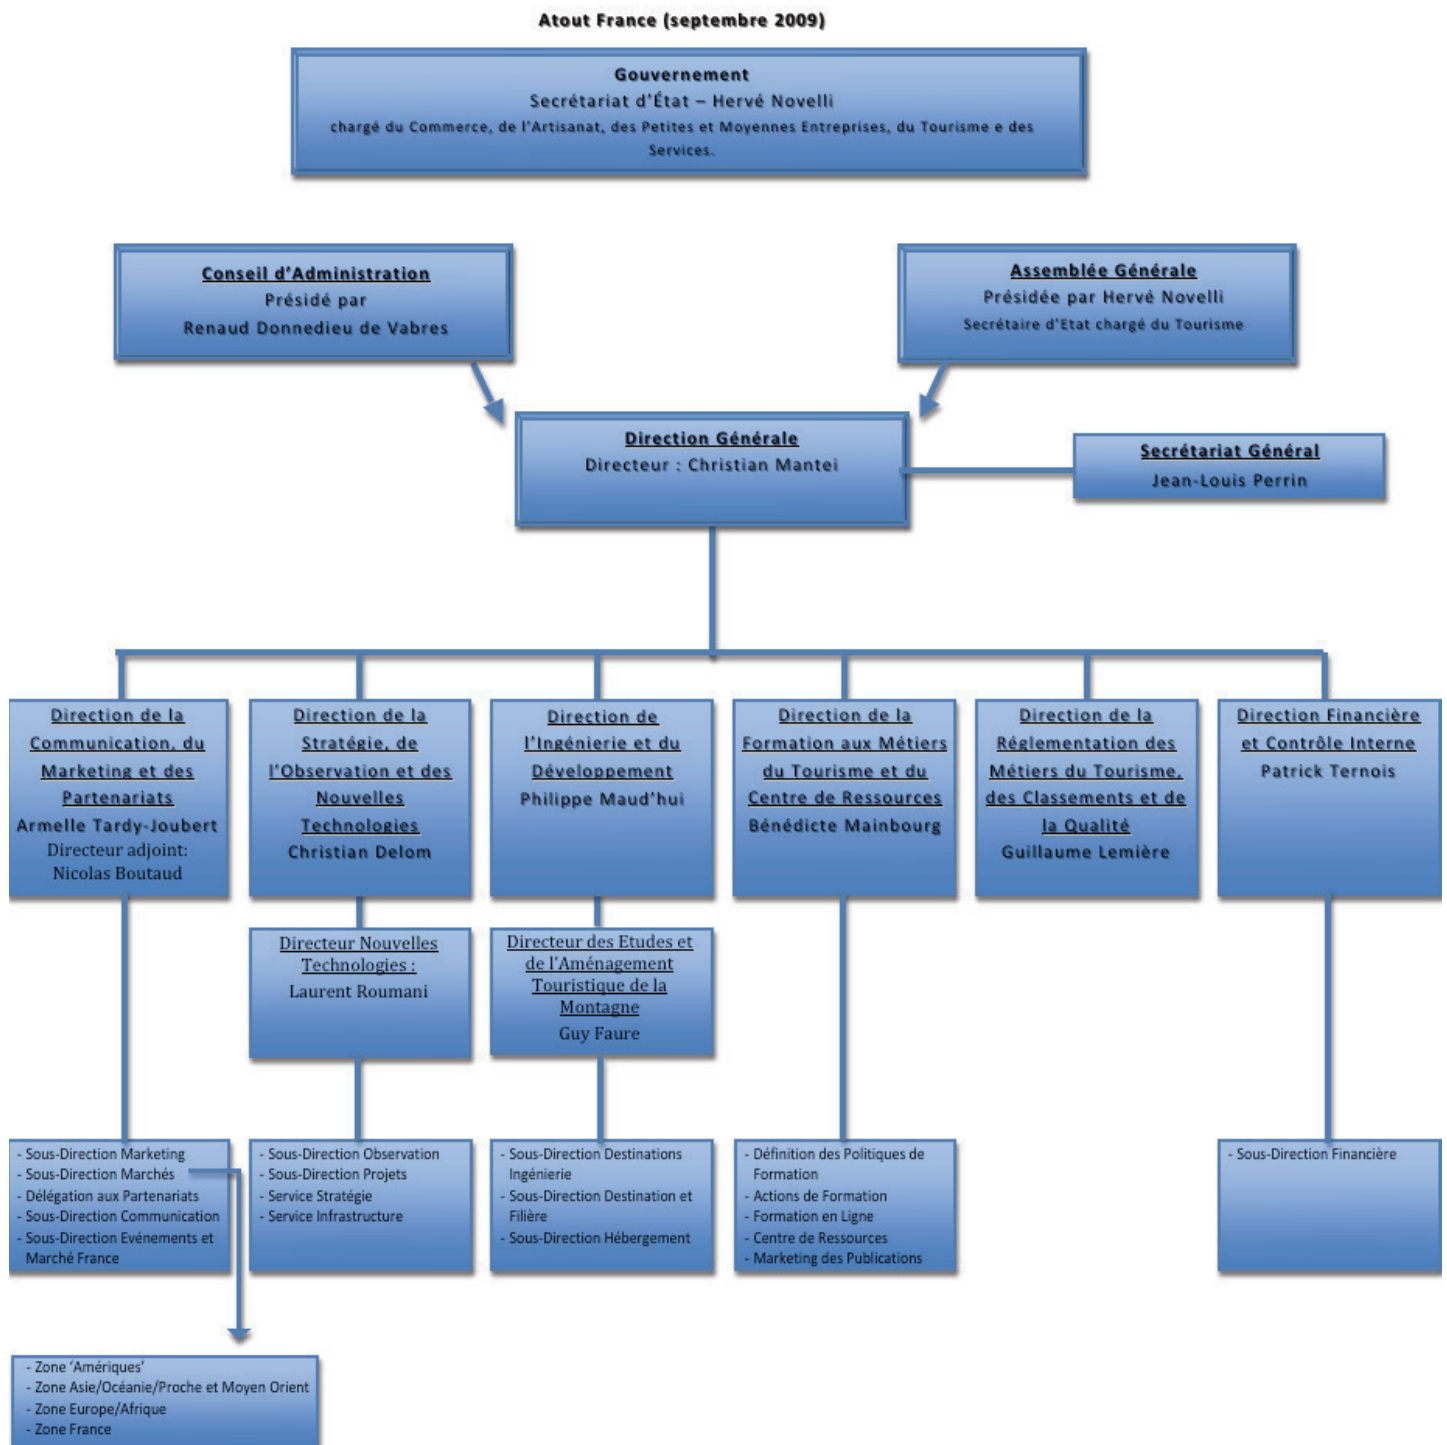 Atout France (septembre 2009)
Gouvernement
Secrétariat d'État – Hervé Novelli
chargé du Commerce, de l'Artisanat, des Petites et Moyennes Entreprises, du Tourisme e des
Services.
Conseil d'Administration
Présidé par
Renaud Donnedieu de Vabres
Assemblée Générale
Présidée par Hervé Novelli
Secrétaire d'Etat chargé du Tourisme
Direction Générale
Directeur : Christian Mantei
Secrétariat Général
Jean-Louis Perrin
Direction de la
Communication, du
Marketing et des
Partenariats
Armelle Tardy-Joubert
Directeur adjoint:
Nicolas Boutaud
Direction de la
Stratégie, de
l'Observation et des
Nouvelles
Technologies
Christian Delom
Direction de
l'Ingénierie et du
Développement
Philippe Maud'hui
Direction de la
Formation aux Métiers
du Tourisme et du
Centre de Ressources
Bénédicte Mainbourg
Direction de la
Réglementation des
Métiers du Tourisme,
des Classements et de
la Qualité
Guillaume Lemière
Direction Financière
et Contrôle Interne
Patrick Ternois
Directeur Nouvelles
Technologies :
Laurent Roumani
Directeur des Etudes et
de l'Aménagement
Touristique de la
Montagne
Guy Faure
- Sous-Direction Marketing
- Sous-Direction Marchés
- Délégation aux Partenariats
- Sous-Direction Communication
- Sous-Direction Evénements et
Marché France
- Sous-Direction Observation
- Sous-Direction Projets
- Service Stratégie
- Service Infrastructure
- Sous-Direction Destinations
Ingénierie
- Sous-Direction Destination et
Filière
- Sous-Direction Hébergement
- Définition des Politiques de
Formation
- Actions de Formation
- Formation en Ligne
- Centre de Ressources
- Marketing des Publications
- Sous-Direction Financière
- Zone 'Amériques'
- Zone Asie/Océanie/Proche et Moyen Orient
- Zone Europe/Afrique
- Zone France